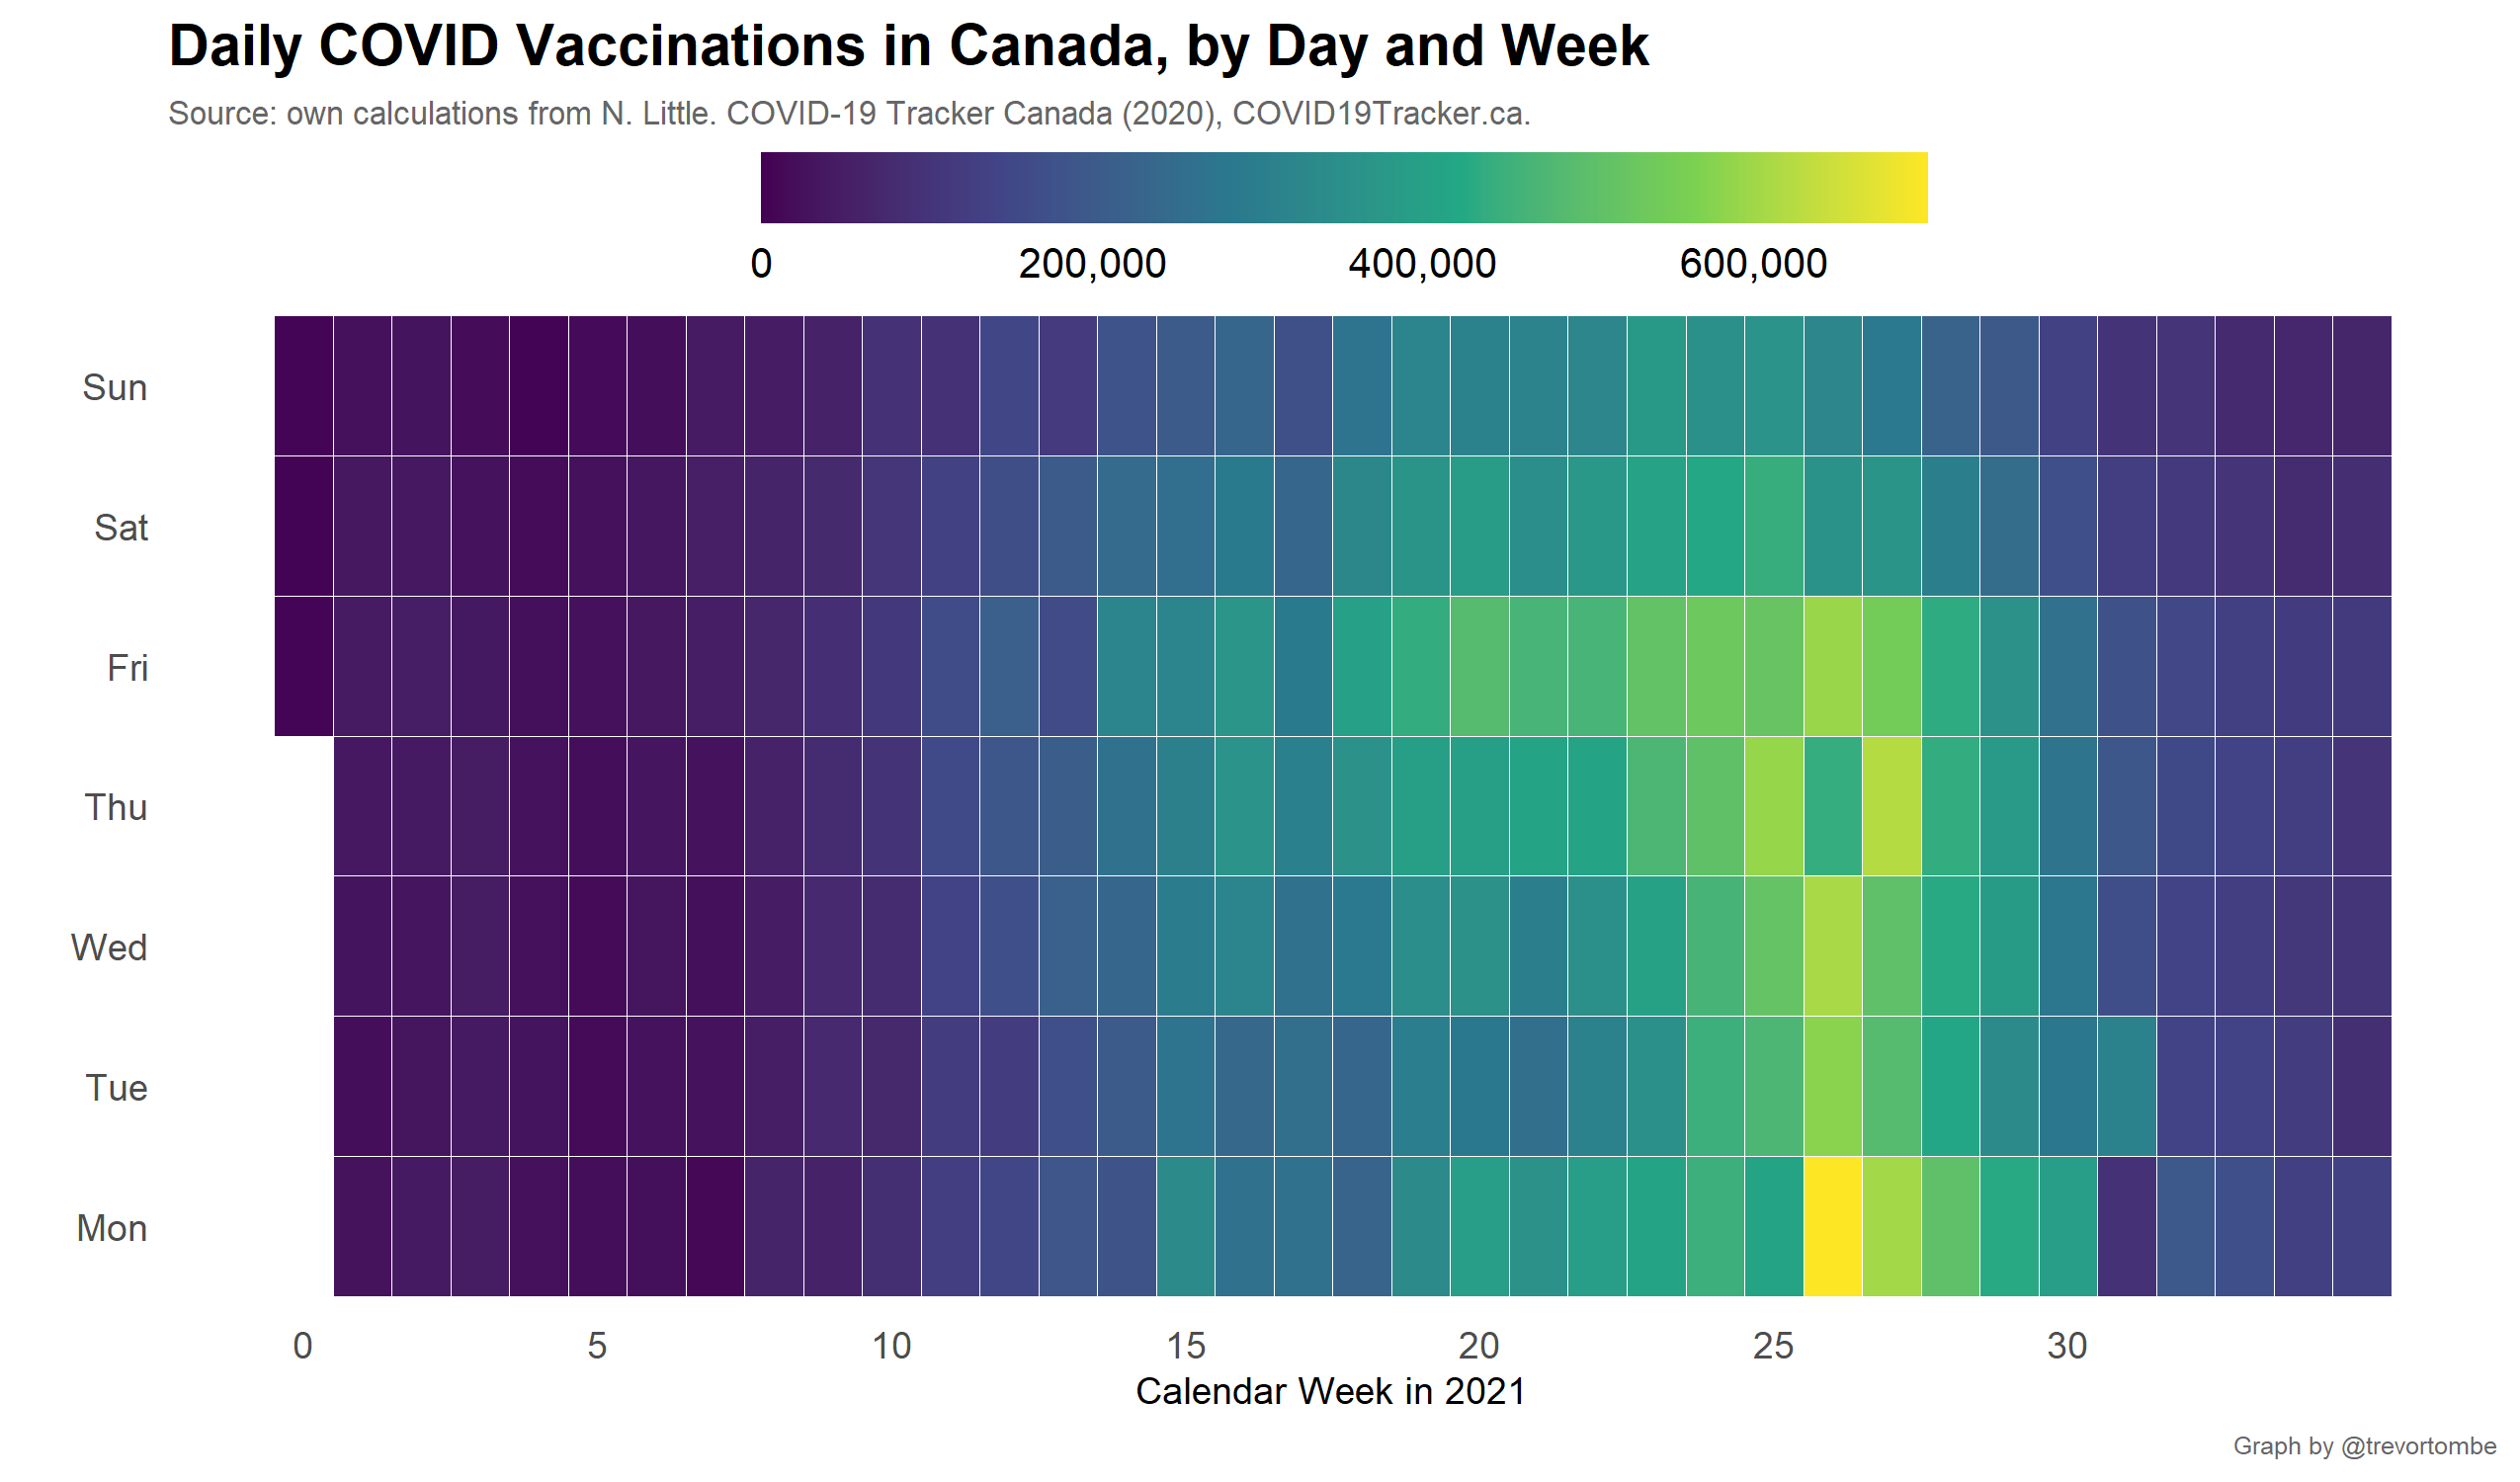 Daily COVID Vaccinations in Canada, by Day and Week
Source: own calculations from N. Little. COVID-19 Tracker Canada (2020), COVID19Tracker.ca.
0 200,000 400,000 600,000
Sun
Sat
Fri
Thu
Wed
Tue
Mon
0 5 10 15 20 25 30
Calendar Week in 2021
Graph by @trevortombe